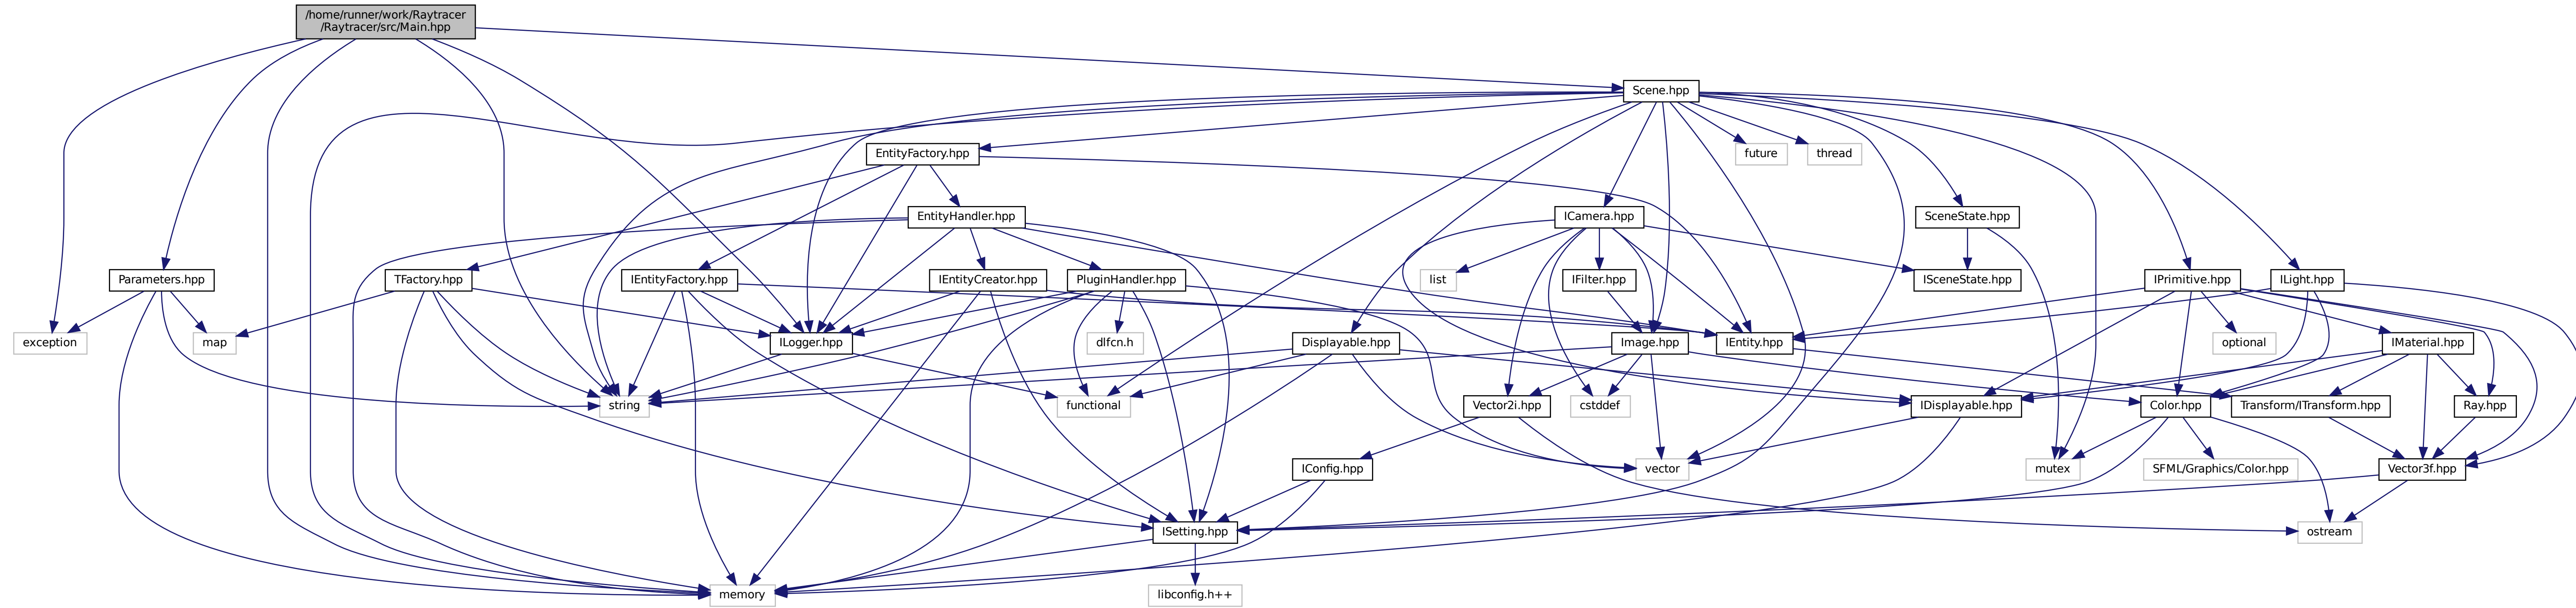 /home/runner/work/Raytracer
/Raytracer/src/Main.hpp
Scene.hpp
EntityFactory.hpp
future
thread
EntityHandler.hpp
ICamera.hpp
SceneState.hpp
Parameters.hpp
TFactory.hpp
IEntityFactory.hpp
IEntityCreator.hpp
PluginHandler.hpp
list
IFilter.hpp
ISceneState.hpp
IPrimitive.hpp
ILight.hpp
exception
map
ILogger.hpp
dlfcn.h
Displayable.hpp
Image.hpp
IEntity.hpp
optional
IMaterial.hpp
string
functional
Vector2i.hpp
cstddef
IDisplayable.hpp
Color.hpp
Transform/ITransform.hpp
Ray.hpp
IConfig.hpp
vector
mutex
SFML/Graphics/Color.hpp
Vector3f.hpp
ISetting.hpp
ostream
memory
libconfig.h++